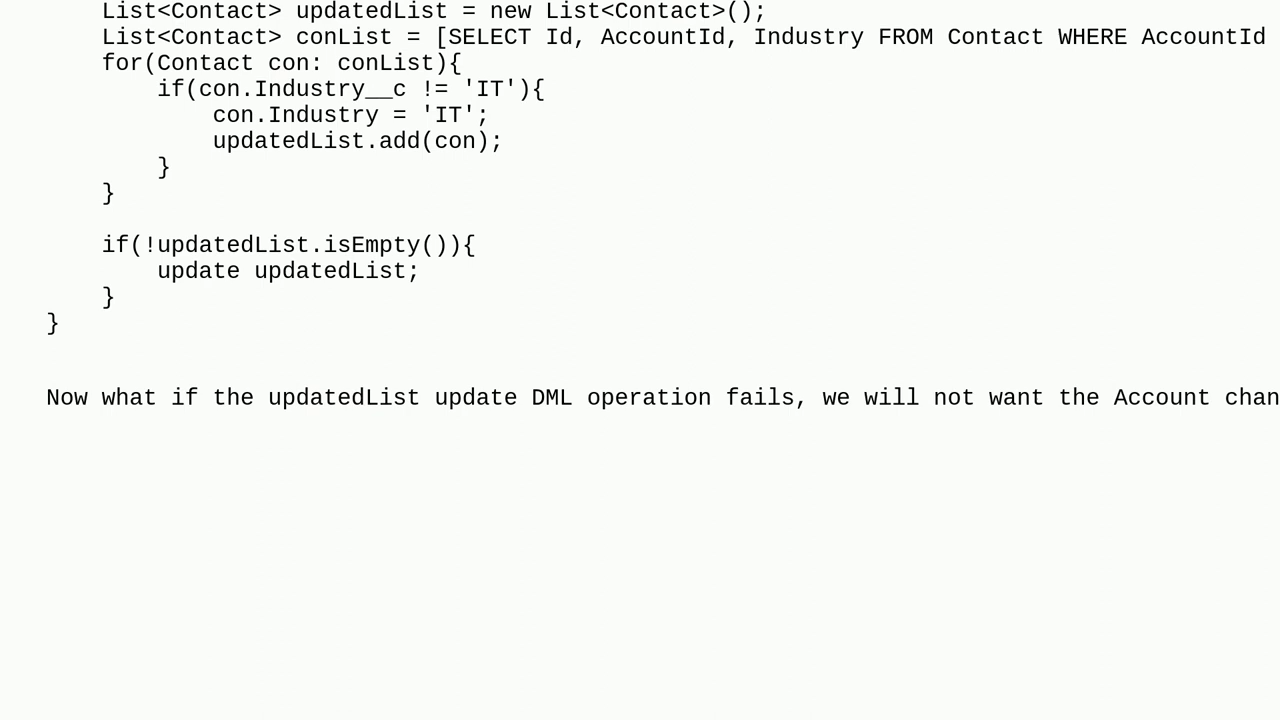 List<Contact> updatedList = new List<Contact>();
List<Contact> conList = [SELECT Id, AccountId, Industry FROM Contact WHERE AccountId
for(Contact con: conList){
if(con.Industry__c != 'IT'){
con.Industry = 'IT';
updatedList.add(con);
}
}
if(!updatedList.isEmpty()){
update updatedList;
}
}
Now what if the updatedList update DML operation fails, we will not want the Account chan